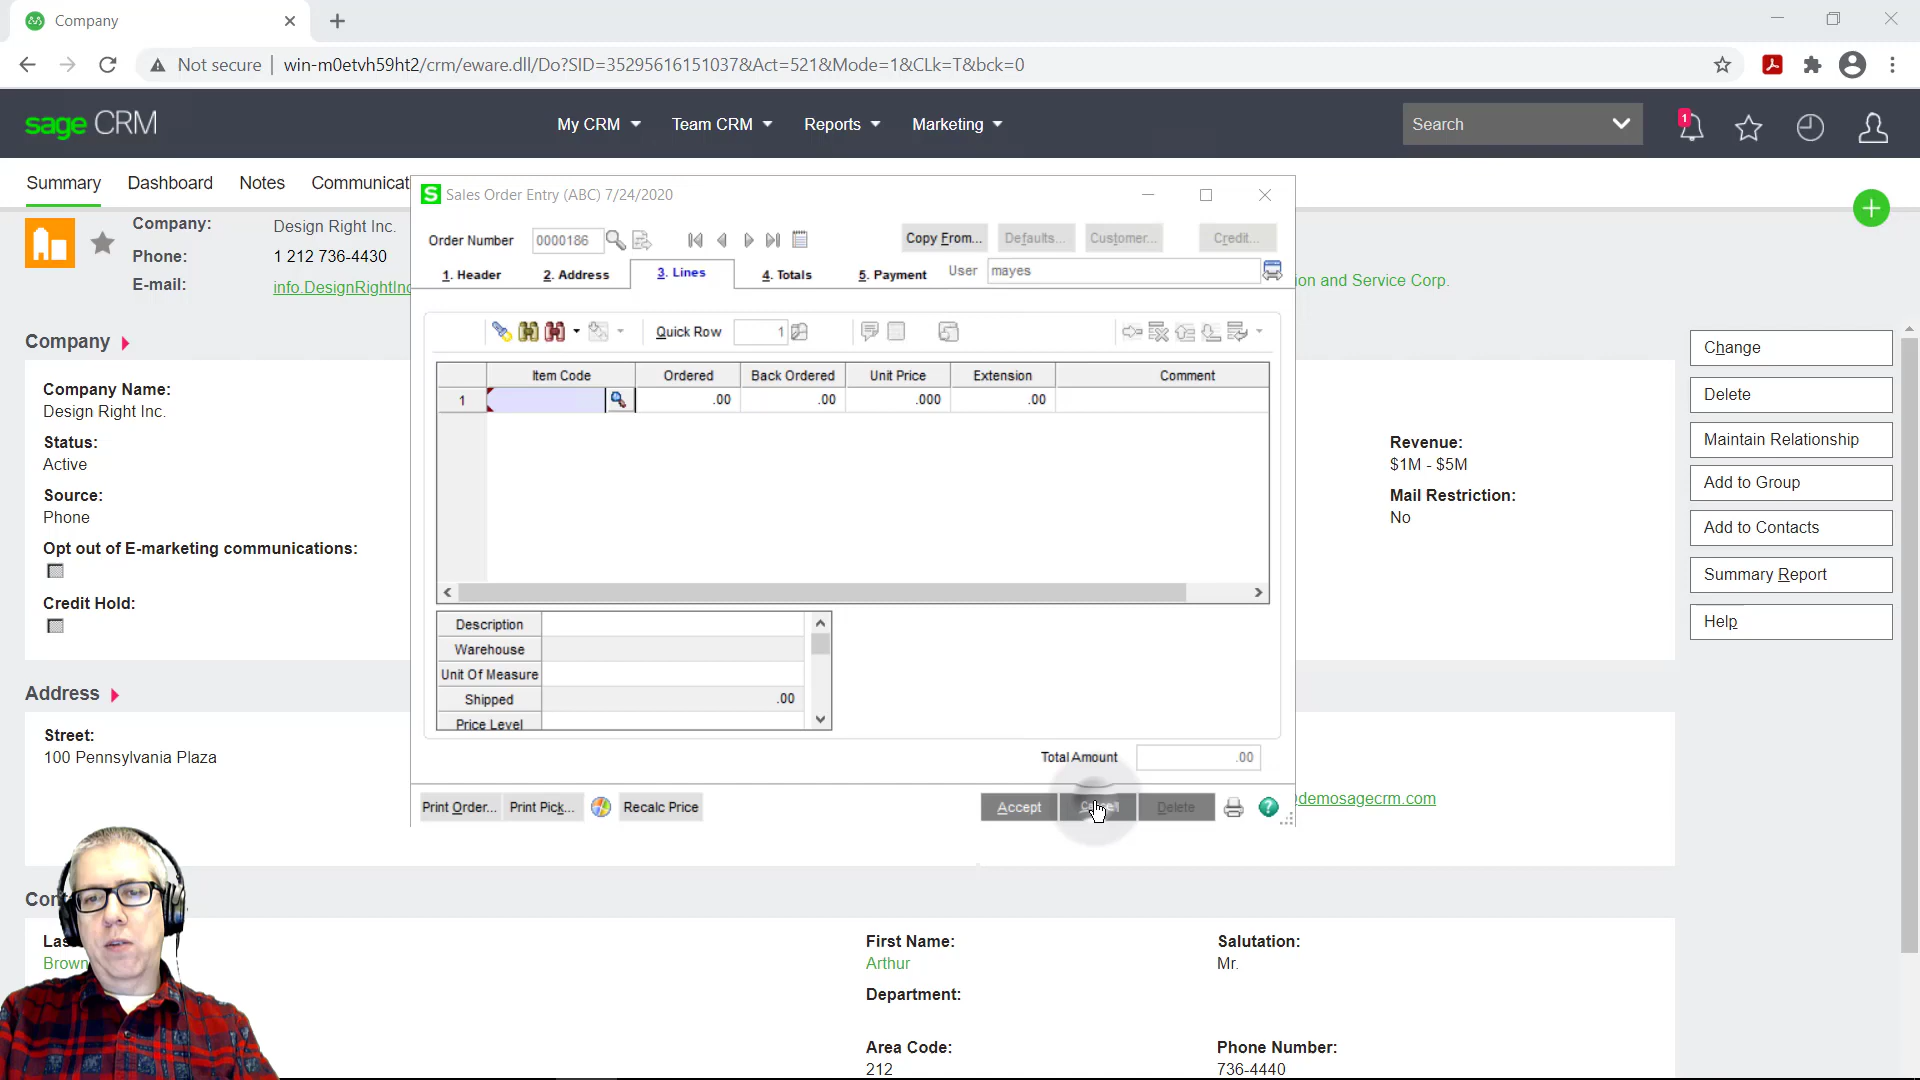 Company
Not secure
win-m0etvh59ht2/crm/eware.dll/Do?SID=35295616151037&Act=521&Mode=1&CLk=T&bck=0
sage CRM
My CRM
Team CRM
Reports
Marketing
Search
1
Summary
Dashboard
Notes
Communicat
Company:
Design Right Inc.
Phone:
1 212 736-4430
E-mail:
info.DesignRightInc
ion and Service Corp.
Sales Order Entry (ABC) 7/24/2020
Order Number
0000186
Copy From...
Defaults...
Customer...
Credit...
1. Header
2. Address
3. Lines
4. Totals
5. Payment
User
mayes
Quick Row
1
Item Code
Ordered
Back Ordered
Unit Price
Extension
Comment
1
.00
.00
.000
.00
Description
Warehouse
Unit Of Measure
Shipped
.00
Price Level
Total Amount
.00
Print Order...
Print Pick...
Recalc Price
Accept
Cancel
Delete
Company
Company Name:
Design Right Inc.
Status:
Active
Source:
Phone
Opt out of E-marketing communications:
Credit Hold:
Revenue:
$1M - $5M
Mail Restriction:
No
Change
Delete
Maintain Relationship
Add to Group
Add to Contacts
Summary Report
Help
Address
Street:
100 Pennsylvania Plaza
demosagecrm.com
Cont
Las
Brown
First Name:
Arthur
Salutation:
Mr.
Department:
Area Code:
212
Phone Number:
736-4440